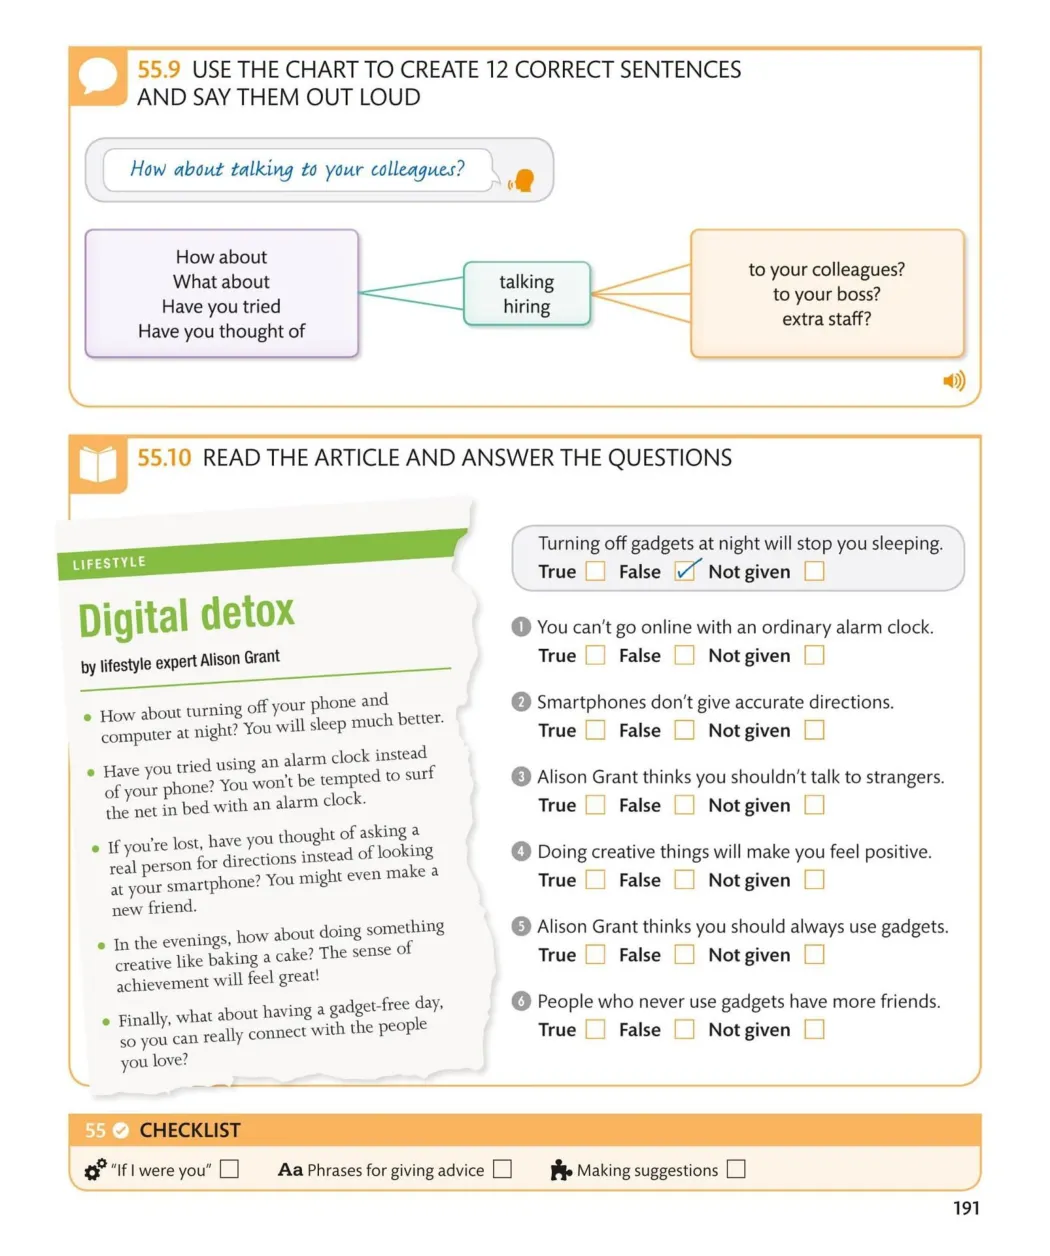 55.9 USE THE CHART TO CREATE 12 CORRECT SENTENCES
AND SAY THEM OUT LOUD
How about talking to your colleagues?
How about
What about
Have you tried
Have you thought of
talking
hiring
to your colleagues?
to your boss?
extra staff?
55.10 READ THE ARTICLE AND ANSWER THE QUESTIONS
LIFESTYLE
Digital detox
by lifestyle expert Alison Grant
• How about turning off your phone and
computer at night? You will sleep much better.
• Have you tried using an alarm clock instead
of your phone? You won't be tempted to surf
the net in bed with an alarm clock.
• If you're lost, have you thought of asking a
real person for directions instead of looking
at your smartphone? You might even make a
new friend.
• In the evenings, how about doing something
creative like baking a cake? The sense of
achievement will feel great!
• Finally, what about having a gadget-free day,
so you can really connect with the people
you love?
Turning off gadgets at night will stop you sleeping.
True False Not given
1 You can't go online with an ordinary alarm clock.
True False Not given
2 Smartphones don't give accurate directions.
True False Not given
3 Alison Grant thinks you shouldn't talk to strangers.
True False Not given
4 Doing creative things will make you feel positive.
True False Not given
5 Alison Grant thinks you should always use gadgets.
True False Not given
6 People who never use gadgets have more friends.
True False Not given
55 CHECKLIST
"If I were you" Aa Phrases for giving advice Making suggestions
191